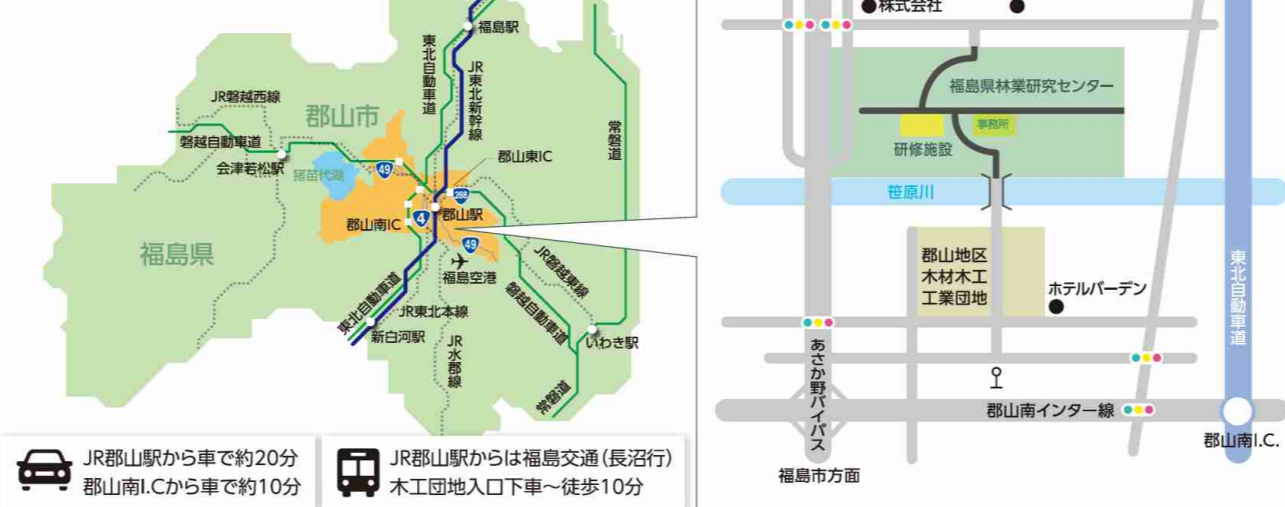 福島駅
東北自動車道
JR東北新幹線
JR磐越西線
郡山市
磐越自動車道
常磐道
会津若松駅
猪苗代湖
49
郡山東IC
288
郡山駅
郡山南IC
4
49
福島県
福島空港
JR磐越東線
磐越自動車道
東北自動車道
JR東北本線
新白河駅
いわき駅
JR水郡線
常磐道
JR郡山駅から車で約20分
郡山南I.Cから車で約10分
JR郡山駅からは福島交通(長沼行)
木工団地入口下車～徒歩10分
株式会社
福島県林業研究センター
事務所
研修施設
笹原川
郡山地区
木材木工
工業団地
ホテルバーデン
東北自動車道
あさか野バイパス
郡山南インター線
郡山南I.C.
福島市方面